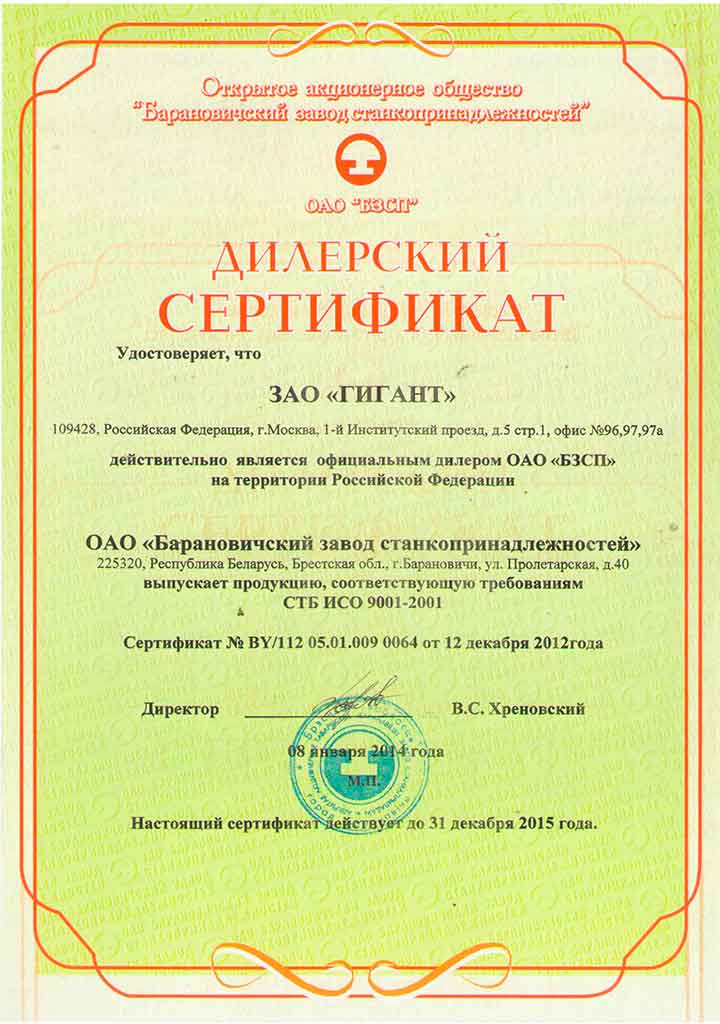 Открытое акционерное общество
"Барановичский завод станкопринадлежностей"
ОАО "БЗСП"
ДИЛЕРСКИЙ
СЕРТИФИКАТ
Удостоверяет, что
ЗАО «ГИГАНТ»
109428, Российская Федерация, г.Москва, 1-й Институтский проезд, д.5 стр.1, офис №96,97,97а
действительно является официальным дилером ОАО «БЗСП»
на территории Российской Федерации
ОАО «Барановичский завод станкопринадлежностей»
225320, Республика Беларусь, Брестская обл., г.Барановичи, ул. Пролетарская, д.40
выпускает продукцию, соответствующую требованиям
СТБ ИСО 9001-2001
Сертификат № BY/112 05.01.009 0064 от 12 декабря 2012года
Директор В.С. Хреновский
08 января 2014 года
М.П.
Настоящий сертификат действует до 31 декабря 2015 года.